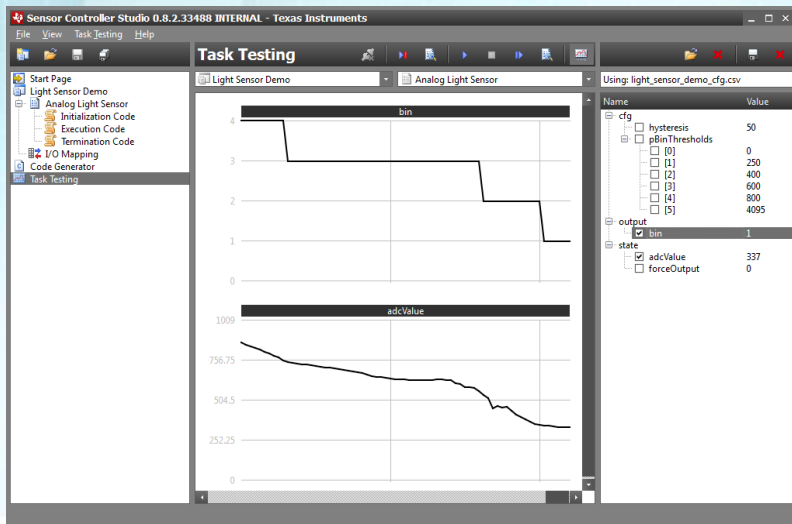 Sensor Controller Studio 0.8.2.33488 INTERNAL - Texas Instruments
File View Task Testing Help
Task Testing
Start Page
Light Sensor Demo
Analog Light Sensor
Initialization Code
Execution Code
Termination Code
I/O Mapping
Code Generator
Task Testing
Light Sensor Demo Analog Light Sensor
bin
4
3
2
1
0
adcValue
1009
756.75
504.5
252.25
0
Using: light_sensor_demo_cfg.csv
Name Value
cfg
hysteresis 50
pBinThresholds
[0] 0
[1] 250
[2] 400
[3] 600
[4] 800
[5] 4095
output
bin 1
state
adcValue 337
forceOutput 0